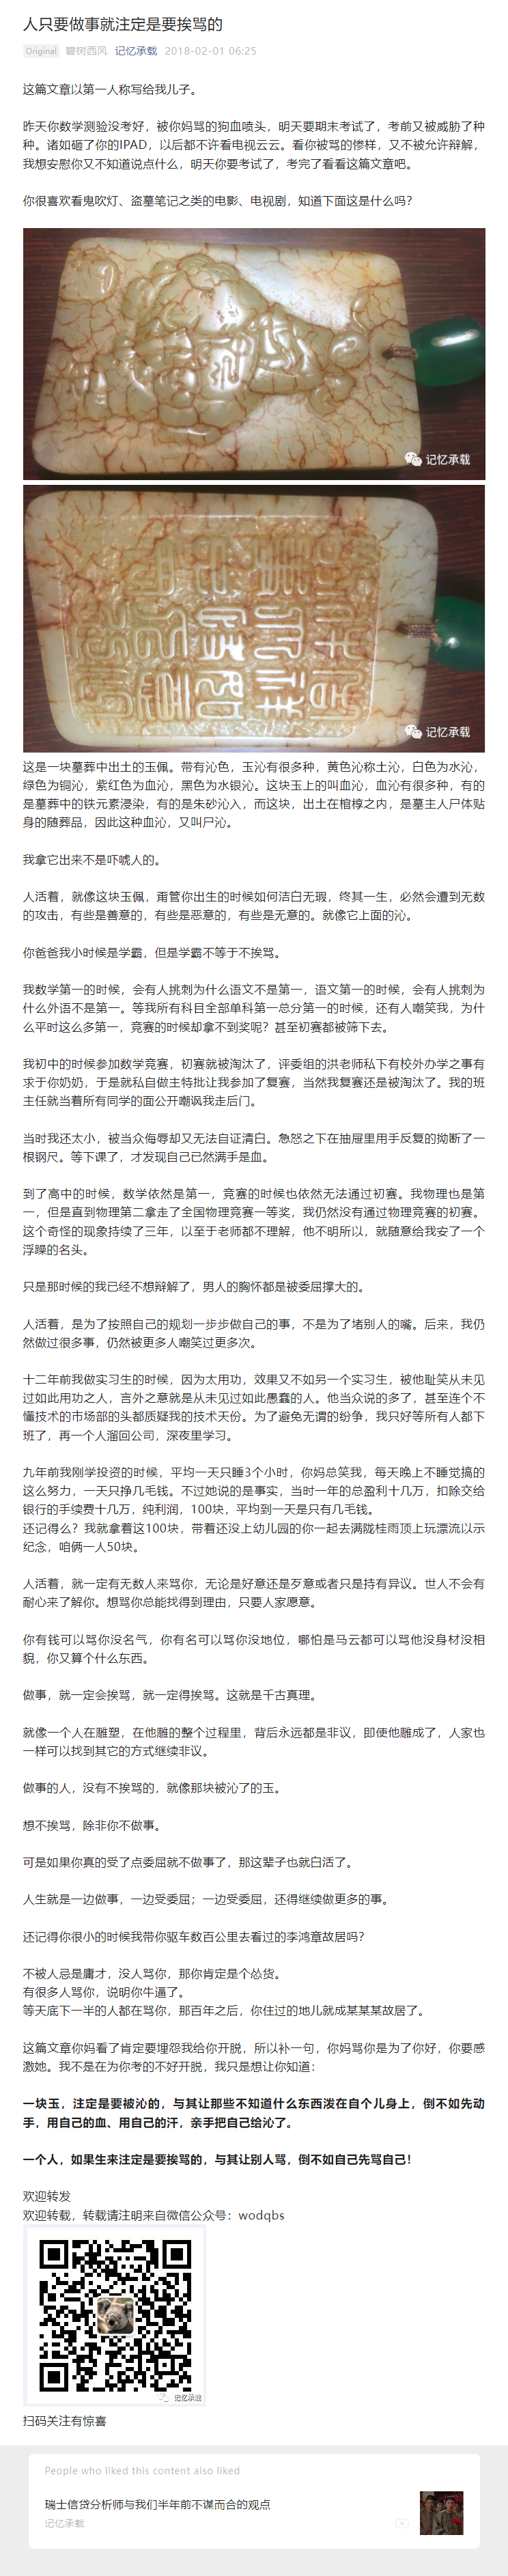 人只要做事就注定是要挨骂的
Original 碧树西风 记忆承载 2018-02-01 06:25
这篇文章以第一人称写给我儿子。
昨天你数学测验没考好，被你妈骂的狗血喷头，明天要期末考试了，考前又被威胁了种
种。诸如砸了你的IPAD，以后都不许看电视云云。看你被骂的惨样，又不被允许辩解，
我想安慰你又不知道说点什么，明天你要考试了，考完了看看这篇文章吧。
你很喜欢看鬼吹灯、盗墓笔记之类的电影、电视剧，知道下面这是什么吗？
记忆承载
记忆承载
这是一块墓葬中出土的玉佩。带有沁色，玉沁有很多种，黄色沁称土沁，白色为水沁，
绿色为铜沁，紫红色为血沁，黑色为水银沁。这块玉上的叫血沁，血沁有很多种，有的
是墓葬中的铁元素浸染，有的是朱砂沁入，而这块，出土在棺椁之内，是墓主人尸体贴
身的随葬品，因此这种血沁，又叫尸沁。
我拿它出来不是吓唬人的。
人活着，就像这块玉佩，甭管你出生的时候如何洁白无瑕，终其一生，必然会遭到无数
的攻击，有些是善意的，有些是恶意的，有些是无意的。就像它上面的沁。
你爸爸我小时候是学霸，但是学霸不等于不挨骂。
我数学第一的时候，会有人挑刺为什么语文不是第一，语文第一的时候，会有人挑刺为
什么外语不是第一。等我所有科目全部单科第一总分第一的时候，还有人嘲笑我，为什
么平时这么多第一，竞赛的时候却拿不到奖呢？甚至初赛都被筛下去。
我初中的时候参加数学竞赛，初赛就被淘汰了，评委组的洪老师私下有校外办学之事有
求于你奶奶，于是就私自做主特批让我参加了复赛，当然我复赛还是被淘汰了。我的班
主任就当着所有同学的面公开嘲讽我走后门。
当时我还太小，被当众侮辱却又无法自证清白。急怒之下在抽屉里用手反复的拗断了一
根钢尺。等下课了，才发现自己已然满手是血。
到了高中的时候，数学依然是第一，竞赛的时候也依然无法通过初赛。我物理也是第
一，但是直到物理第二拿走了全国物理竞赛一等奖，我仍然没有通过物理竞赛的初赛。
这个奇怪的现象持续了三年，以至于老师都不理解，他不明所以，就随意给我安了一个
浮躁的名头。
只是那时候的我已经不想辩解了，男人的胸怀都是被委屈撑大的。
人活着，是为了按照自己的规划一步步做自己的事，不是为了堵别人的嘴。后来，我仍
然做过很多事，仍然被更多人嘲笑过更多次。
十二年前我做实习生的时候，因为太用功，效果又不如另一个实习生，被他耻笑从未见
过如此用功之人，言外之意就是从未见过如此愚蠢的人。他当众说的多了，甚至连个不
懂技术的市场部的头都质疑我的技术天份。为了避免无谓的纷争，我只好等所有人都下
班了，再一个人溜回公司，深夜里学习。
九年前我刚学投资的时候，平均一天只睡3个小时，你妈总笑我，每天晚上不睡觉搞的
这么努力，一天只挣几毛钱。不过她说的是事实，当时一年的总盈利十几万，扣除交给
银行的手续费十几万，纯利润，100块，平均到一天是只有几毛钱。
还记得么？我就拿着这100块，带着还没上幼儿园的你一起去满陇桂雨顶上玩漂流以示
纪念，咱俩一人50块。
人活着，就一定有无数人来骂你，无论是好意还是歹意或者只是持有异议。世人不会有
耐心来了解你。想骂你总能找得到理由，只要人家愿意。
你有钱可以骂你没名气，你有名可以骂你没地位，哪怕是马云都可以骂他没身材没相
貌，你又算个什么东西。
做事，就一定会挨骂，就一定得挨骂。这就是千古真理。
就像一个人在雕塑，在他雕的整个过程里，背后永远都是非议，即使他雕成了，人家也
一样可以找到其它的方式继续非议。
做事的人，没有不挨骂的，就像那块被沁了的玉。
想不挨骂，除非你不做事。
可是如果你真的受了点委屈就不做事了，那这辈子也就白活了。
人生就是一边做事，一边受委屈；一边受委屈，还得继续做更多的事。
还记得你很小的时候我带你驱车数百公里去看过的李鸿章故居吗？
不被人忌是庸才，没人骂你，那你肯定是个怂货。
有很多人骂你，说明你牛逼了。
等天底下一半的人都在骂你，那百年之后，你住过的地儿就成某某某故居了。
这篇文章你妈看了肯定要埋怨我给你开脱，所以补一句，你妈骂你是为了你好，你要感
激她。我不是在为你考的不好开脱，我只是想让你知道：
一块玉，注定是要被沁的，与其让那些不知道什么东西泼在自个儿身上，倒不如先动
手，用自己的血、用自己的汗，亲手把自己给沁了。
一个人，如果生来注定是要挨骂的，与其让别人骂，倒不如自己先骂自己！
欢迎转发
欢迎转载，转载请注明来自微信公众号：wodqbs
记忆承载
扫码关注有惊喜
People who liked this content also liked
瑞士信贷分析师与我们半年前不谋而合的观点
记忆承载